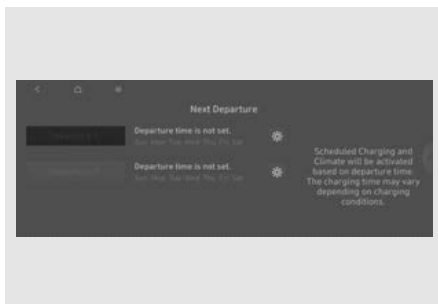 Next Departure
Departure time is not set.
Sun Mon Tue Wed Thu Fri Sat
Departure time is not set.
Sun Mon Tue Wed Thu Fri Sat
Scheduled Charging and
Climate will be activated
based on departure time.
The charging time may vary
depending on charging
conditions.